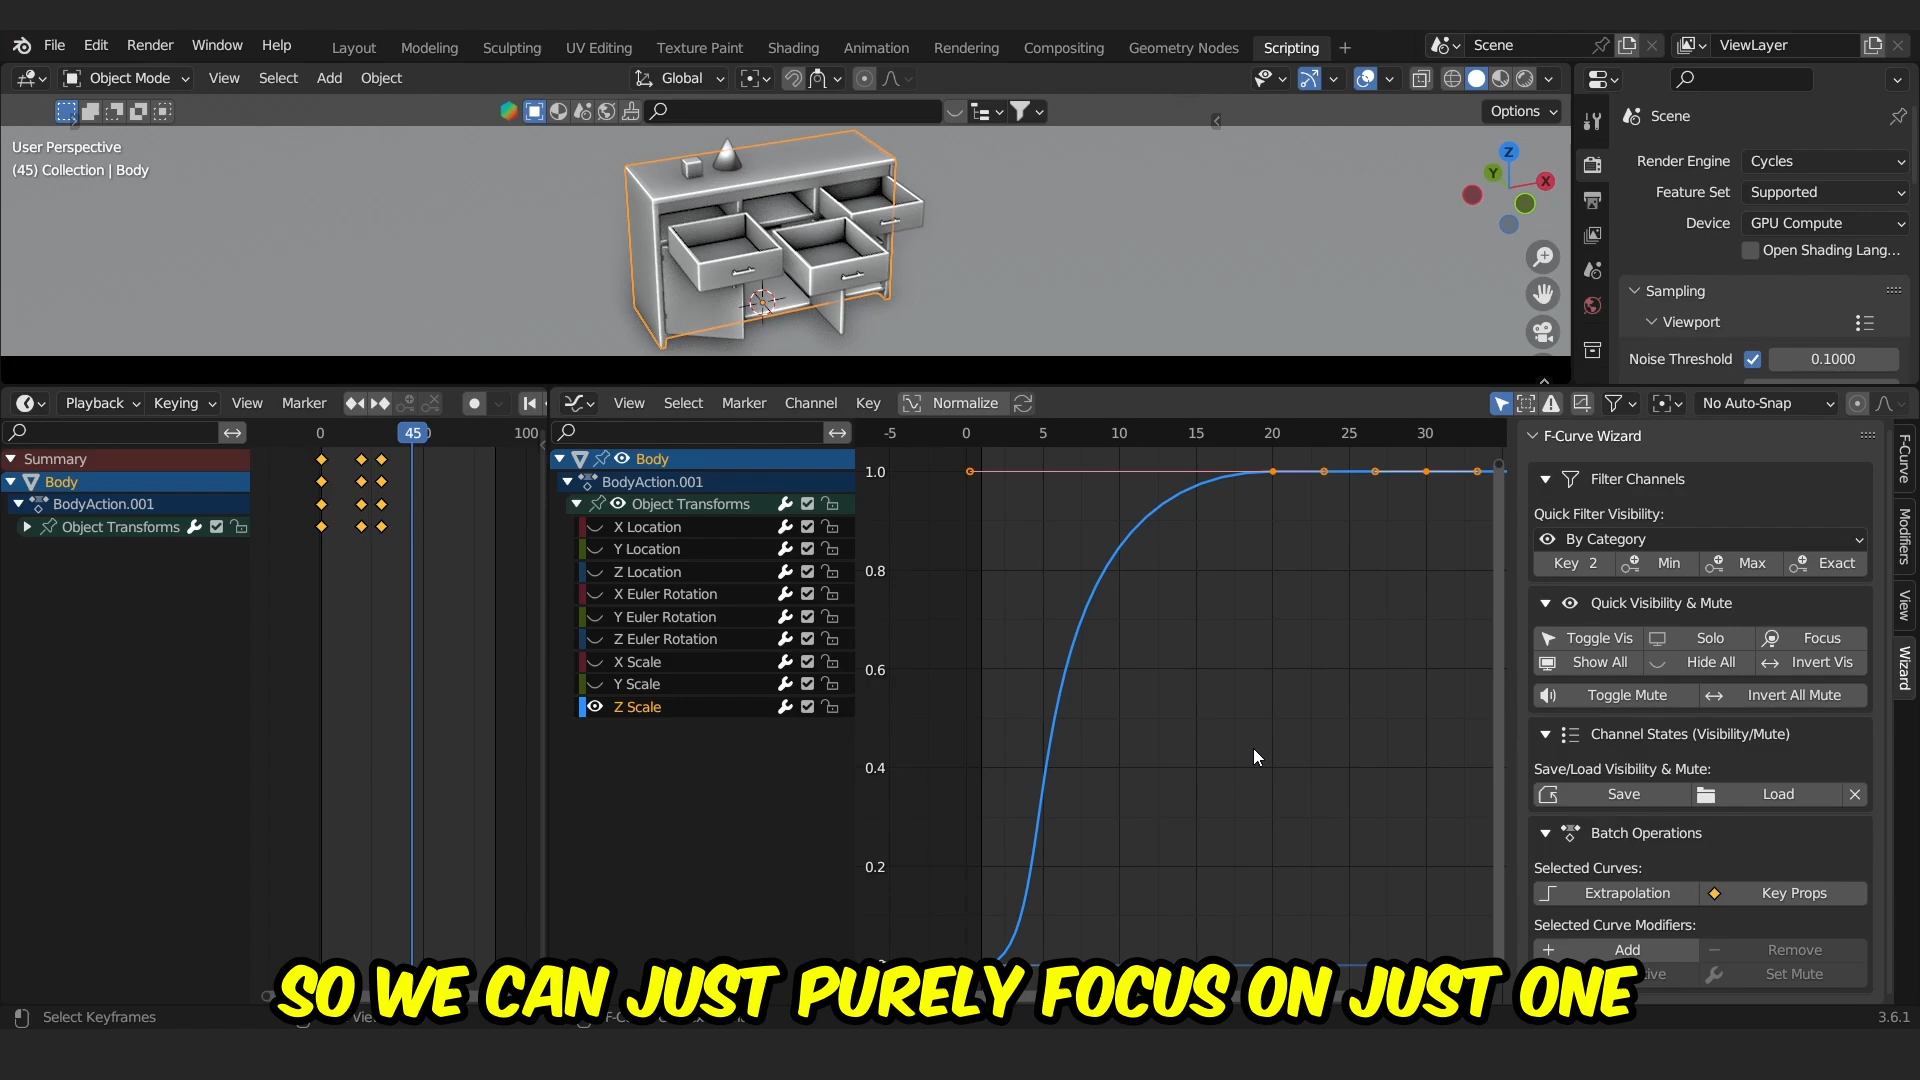 File Edit Render Window Help Layout Modeling Sculpting UV Editing Texture Paint Shading Animation Rendering Compositing Geometry Nodes Scripting Scene ViewLayer
Object Mode View Select Add Object Global
Options
User Perspective
(45) Collection | Body
Z
Y
X
Scene
Render Engine Cycles
Feature Set Supported
Device GPU Compute
Open Shading Lang...
Sampling
Viewport
Noise Threshold 0.1000
Playback Keying View Marker
View Select Marker Channel Key Normalize No Auto-Snap
0 45 100
-5 0 5 10 15 20 25 30
Summary
Body
BodyAction.001
Object Transforms
Body
BodyAction.001
Object Transforms
X Location
Y Location
Z Location
X Euler Rotation
Y Euler Rotation
Z Euler Rotation
X Scale
Y Scale
Z Scale
1.0
0.8
0.6
0.4
0.2
F-Curve Wizard
Filter Channels
Quick Filter Visibility:
By Category
Key 2 Min Max Exact
Quick Visibility & Mute
Toggle Vis Solo Focus
Show All Hide All Invert Vis
Toggle Mute Invert All Mute
Channel States (Visibility/Mute)
Save/Load Visibility & Mute:
Save Load
Batch Operations
Selected Curves:
Extrapolation Key Props
Selected Curve Modifiers:
Add Remove
Set Mute
F-Curve
Modifiers
View
Wizard
SO WE CAN JUST PURELY FOCUS ON JUST ONE
Select Keyframes
3.6.1